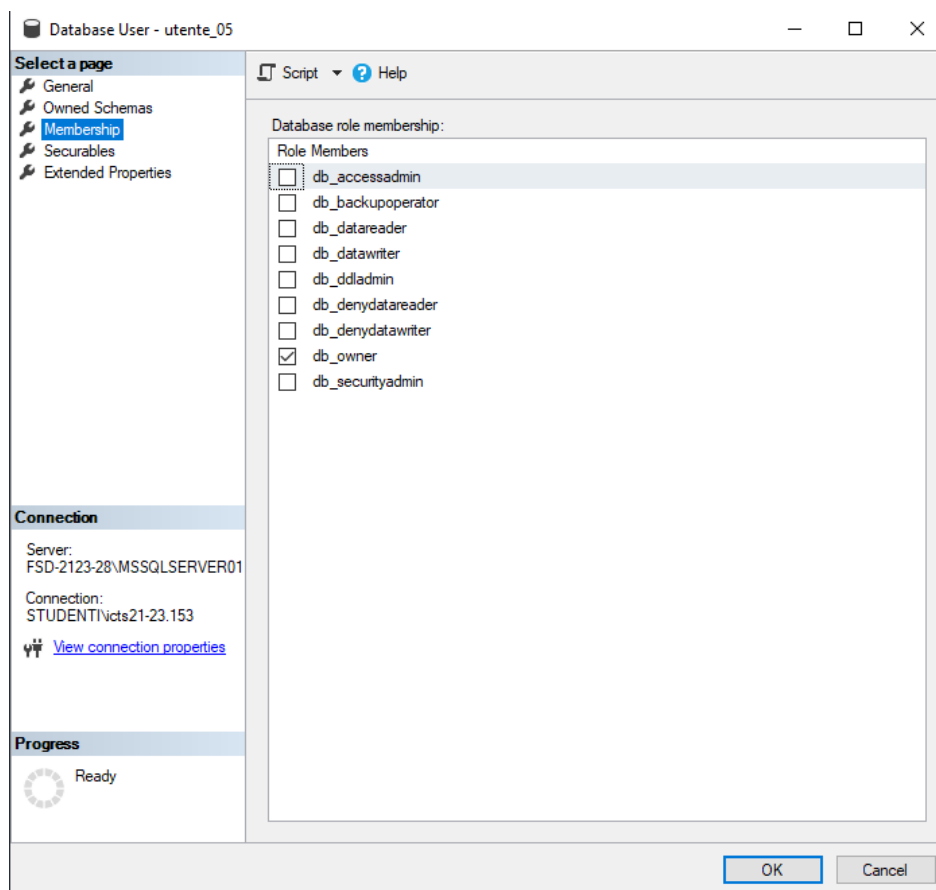 Database User - utente_05
Select a page
General
Owned Schemas
Membership
Securables
Extended Properties
Script
Help
Database role membership:
Role Members
db_accessadmin
db_backupoperator
db_datareader
db_datawriter
db_ddladmin
db_denydatareader
db_denydatawriter
db_owner
db_securityadmin
Connection
Server:
FSD-2123-28\MSSQLSERVER01
Connection:
STUDENTI\icts21-23.153
View connection properties
Progress
Ready
OK
Cancel